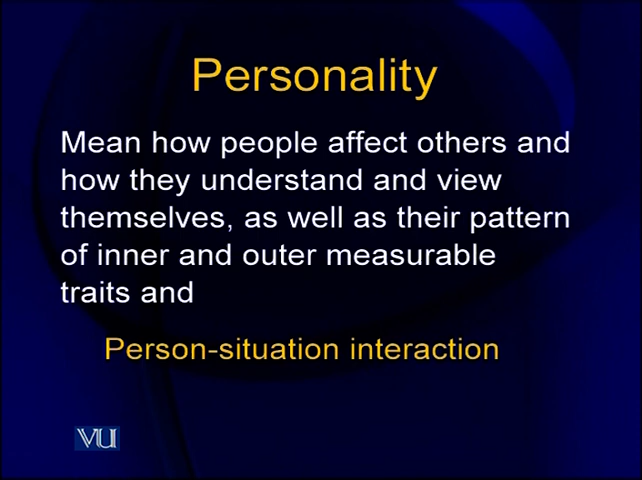 Personality
Mean how people affect others and
how they understand and view
themselves, as well as their pattern
of inner and outer measurable
traits and
Person-situation interaction
VU